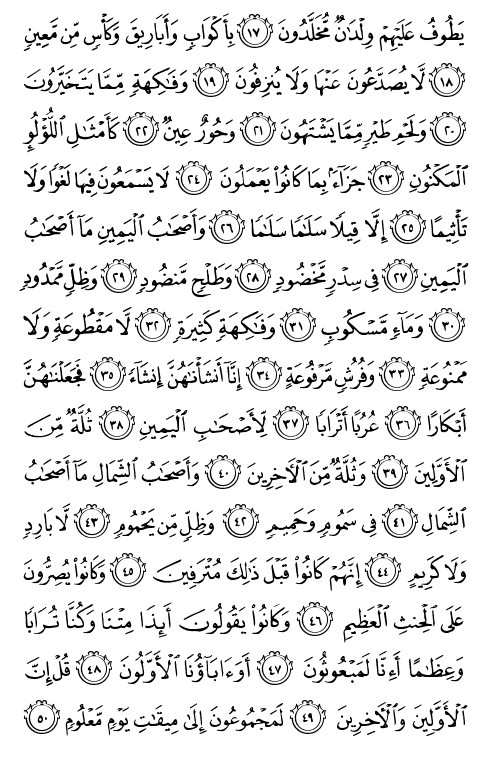 يَطُوفُ عَلَيْهِمْ وِلْدَٰنٌ مُّخَلَّدُونَ ١٧ بِأَكْوَابٍ وَأَبَارِيقَ وَكَأْسٍ مِّن مَّعِينٍ
١٨ لَّا يُصَدَّعُونَ عَنْهَا وَلَا يُنزِفُونَ ١٩ وَفَٰكِهَةٍ مِّمَّا يَتَخَيَّرُونَ
٢٠ وَلَحْمِ طَيْرٍ مِّمَّا يَشْتَهُونَ ٢١ وَحُورٌ عِينٌ ٢٢ كَأَمْثَٰلِ ٱللُّؤْلُؤِ
ٱلْمَكْنُونِ ٢٣ جَزَآءًۢ بِمَا كَانُوا۟ يَعْمَلُونَ ٢٤ لَا يَسْمَعُونَ فِيهَا لَغْوًا وَلَا
تَأْثِيمًا ٢٥ إِلَّا قِيلًا سَلَٰمًا سَلَٰمًا ٢٦ وَأَصْحَٰبُ ٱلْيَمِينِ مَآ أَصْحَٰبُ
ٱلْيَمِينِ ٢٧ فِى سِدْرٍ مَّخْضُودٍ ٢٨ وَطَلْحٍ مَّنضُودٍ ٢٩ وَظِلٍّ مَّمْدُودٍ
٣٠ وَمَآءٍ مَّسْكُوبٍ ٣١ وَفَٰكِهَةٍ كَثِيرَةٍ ٣٢ لَّا مَقْطُوعَةٍ وَلَا
مَمْنُوعَةٍ ٣٣ وَفُرُشٍ مَّرْفُوعَةٍ ٣٤ إِنَّآ أَنشَأْنَٰهُنَّ إِنشَآءً ٣٥ فَجَعَلْنَٰهُنَّ
أَبْكَارًا ٣٦ عُرُبًا أَتْرَابًا ٣٧ لِّأَصْحَٰبِ ٱلْيَمِينِ ٣٨ ثُلَّةٌ مِّنَ
ٱلْأَوَّلِينَ ٣٩ وَثُلَّةٌ مِّنَ ٱلْءَاخِرِينَ ٤٠ وَأَصْحَٰبُ ٱلشِّمَالِ مَآ أَصْحَٰبُ
ٱلشِّمَالِ ٤١ فِى سَمُومٍ وَحَمِيمٍ ٤٢ وَظِلٍّ مِّن يَحْمُومٍ ٤٣ لَّا بَارِدٍ
وَلَا كَرِيمٍ ٤٤ إِنَّهُمْ كَانُوا۟ قَبْلَ ذَٰلِكَ مُتْرَفِينَ ٤٥ وَكَانُوا۟ يُصِرُّونَ
عَلَى ٱلْحِنثِ ٱلْعَظِيمِ ٤٦ وَكَانُوا۟ يَقُولُونَ أَئِذَا مِتْنَا وَكُنَّا تُرَابًا
وَعِظَٰمًا أَءِنَّا لَمَبْعُوثُونَ ٤٧ أَوَءَابَآؤُنَا ٱلْأَوَّلُونَ ٤٨ قُلْ إِنَّ
ٱلْأَوَّلِينَ وَٱلْءَاخِرِينَ ٤٩ لَمَجْمُوعُونَ إِلَىٰ مِيقَٰتِ يَوْمٍ مَّعْلُومٍ ٥٠